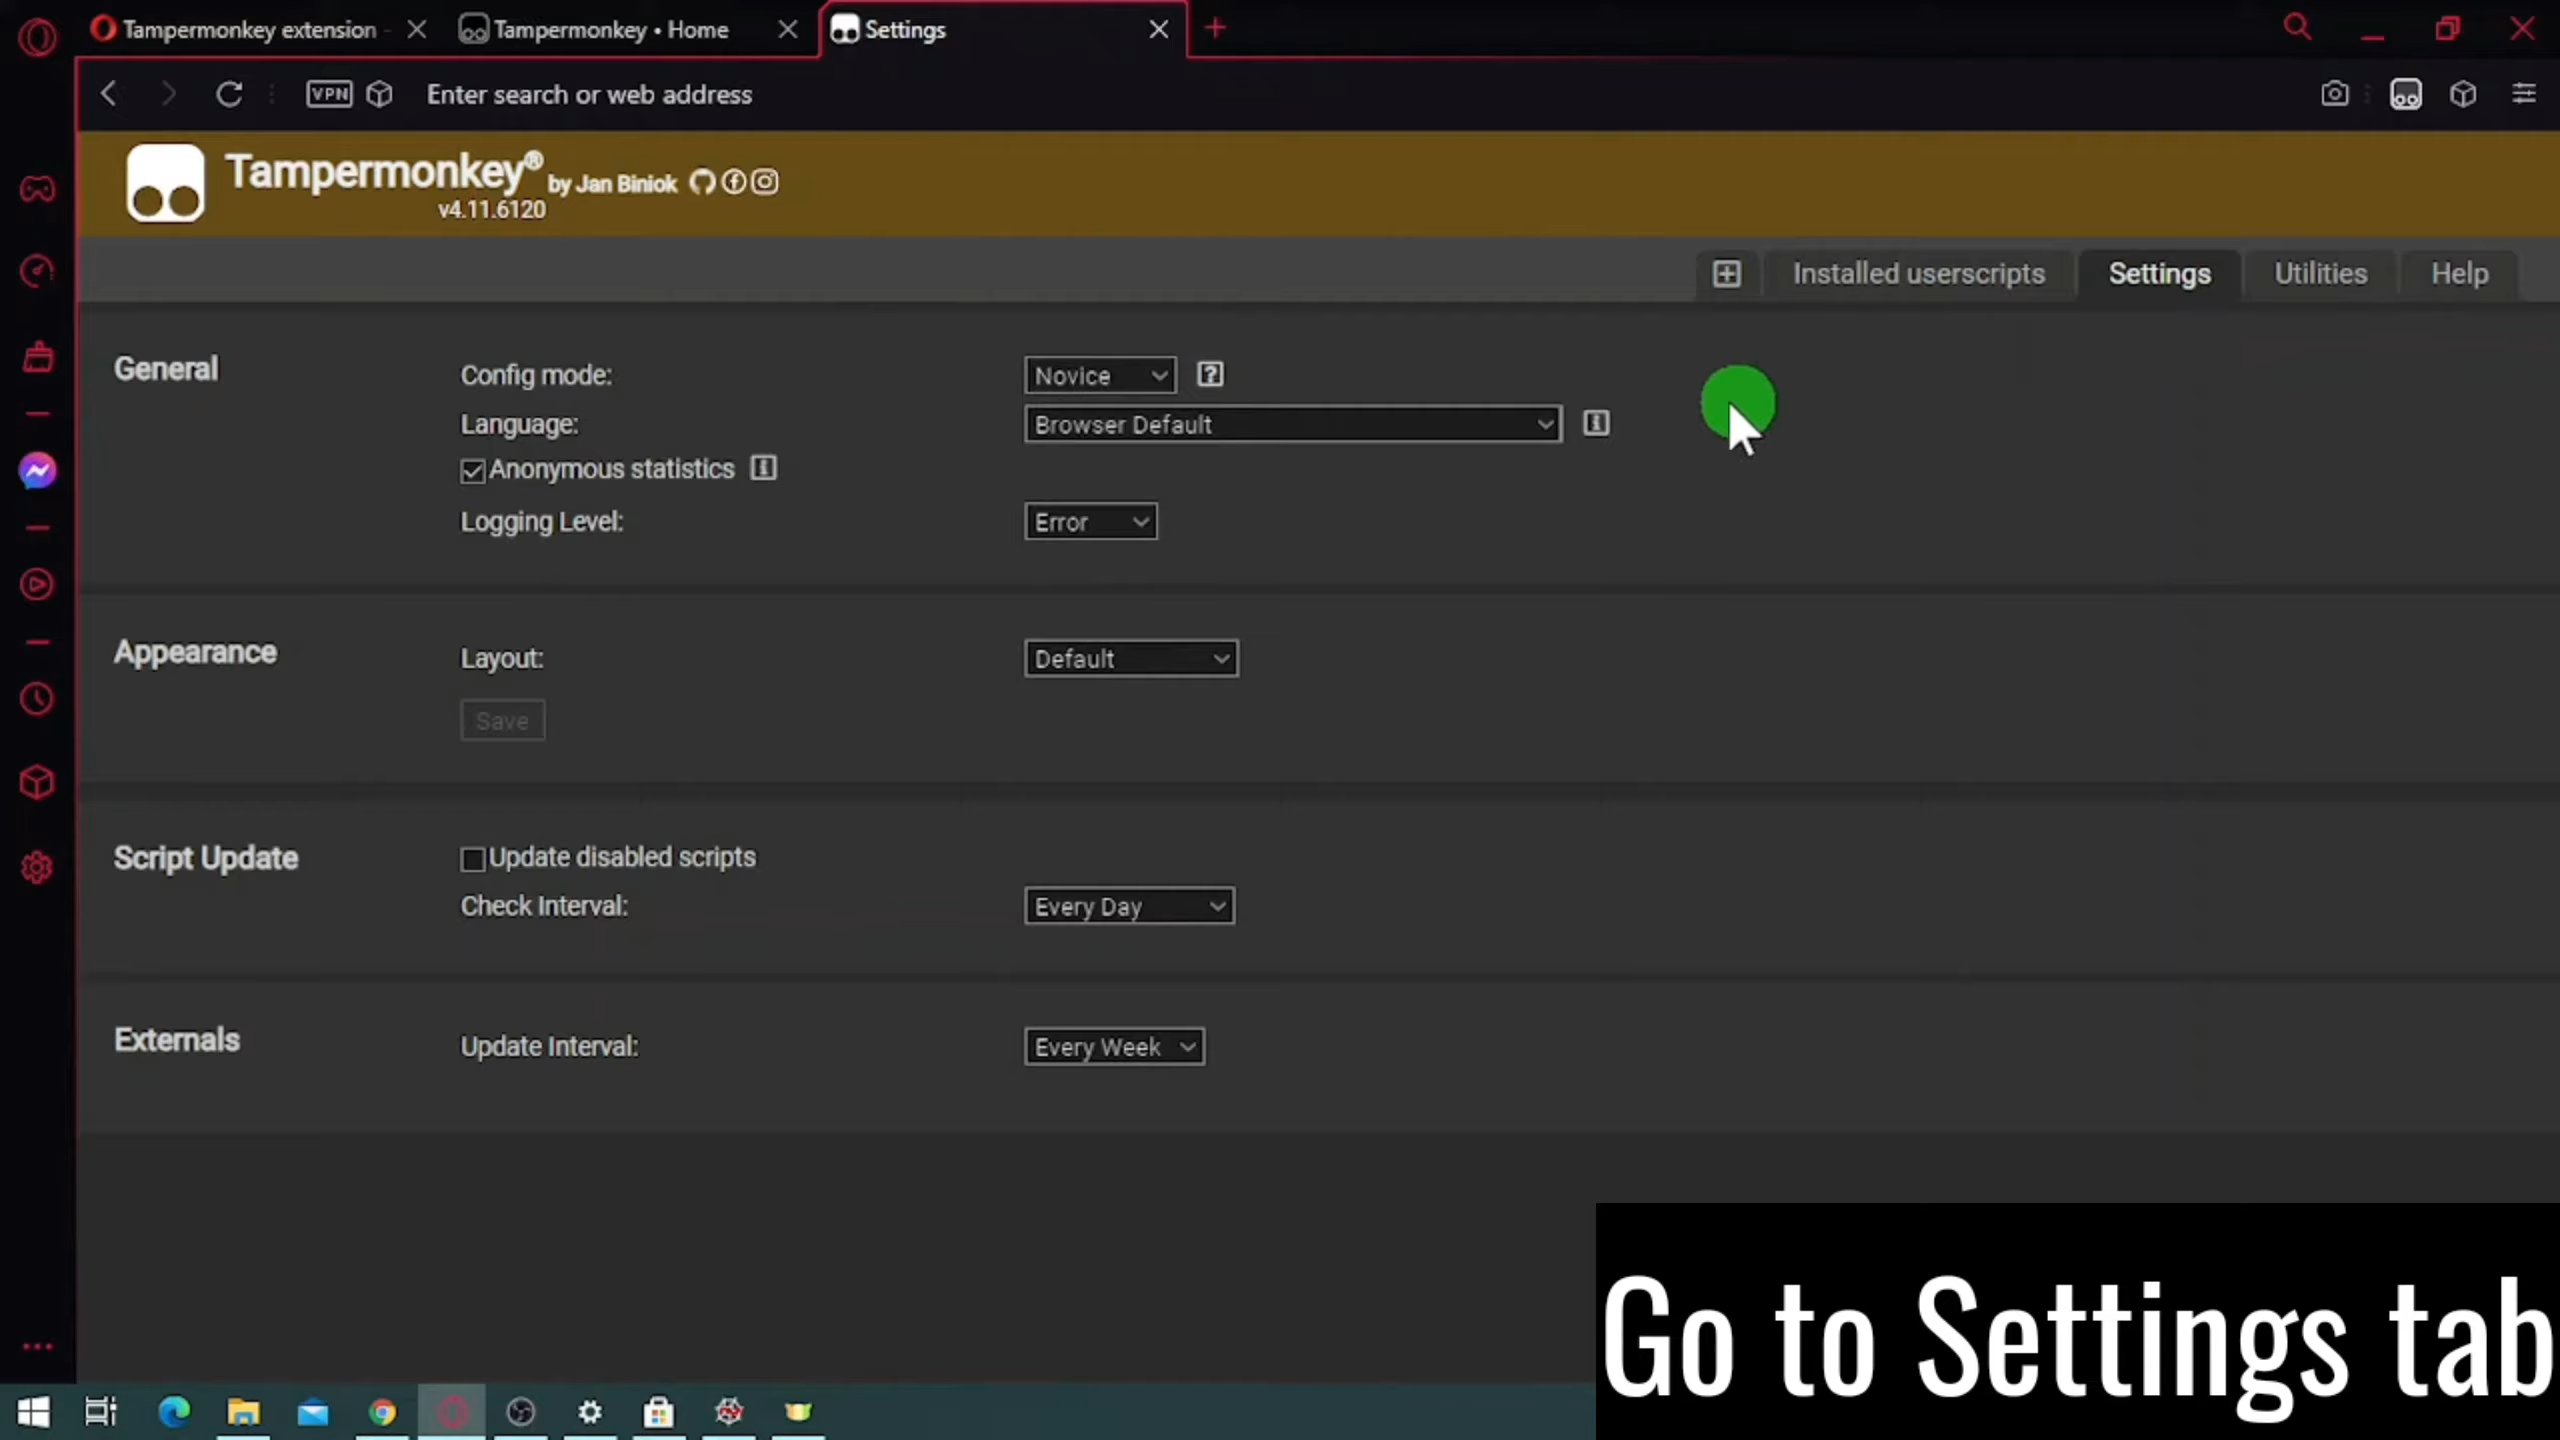 Tampermonkey extension -
Tampermonkey • Home
Settings
VPN
Enter search or web address
Tampermonkey® by Jan Biniok
v4.11.6120
Installed userscripts
Settings
Utilities
Help
General
Config mode:
Novice
Language:
Browser Default
Anonymous statistics
Logging Level:
Error
Appearance
Layout:
Default
Save
Script Update
Update disabled scripts
Check Interval:
Every Day
Externals
Update Interval:
Every Week
Go to Settings tab